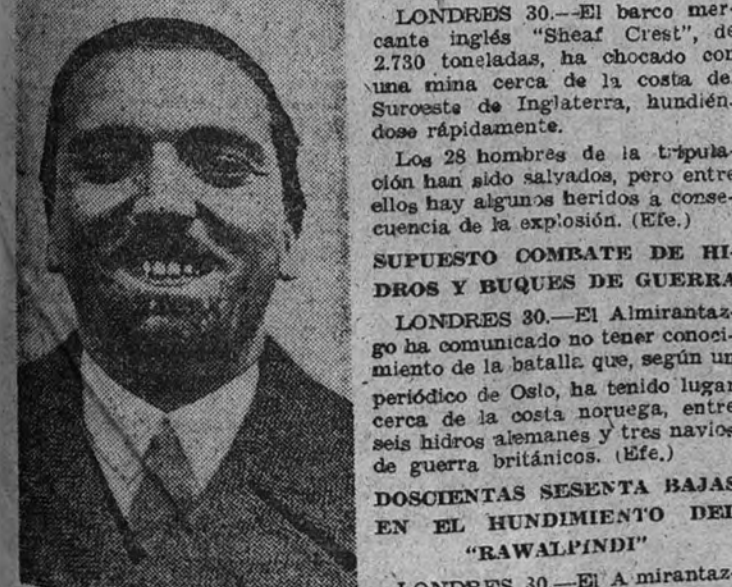 LONDRES 30.—El barco mer-
cante inglés "Sheaf Crest", de
2.730 toneladas, ha chocado con
una mina cerca de la costa del
Suroeste de Inglaterra, hundién-
dose rápidamente.
Los 28 hombres de la tripula-
ción han sido salvados, pero entre
ellos hay algunos heridos a conse-
cuencia de la explosión. (Efe.)
SUPUESTO COMBATE DE HI-
DROS Y BUQUES DE GUERRA
LONDRES 30.—El Almirantaz-
go ha comunicado no tener conoci-
miento de la batalla que, según un
periódico de Oslo, ha tenido lugar
cerca de la costa noruega, entre
seis hidros alemanes y tres navios
de guerra británicos. (Efe.)
DOSCIENTAS SESENTA BAJAS
EN EL HUNDIMIENTO DEL
"RAWALPINDI"
LONDRES 30.—El A mirantaz-